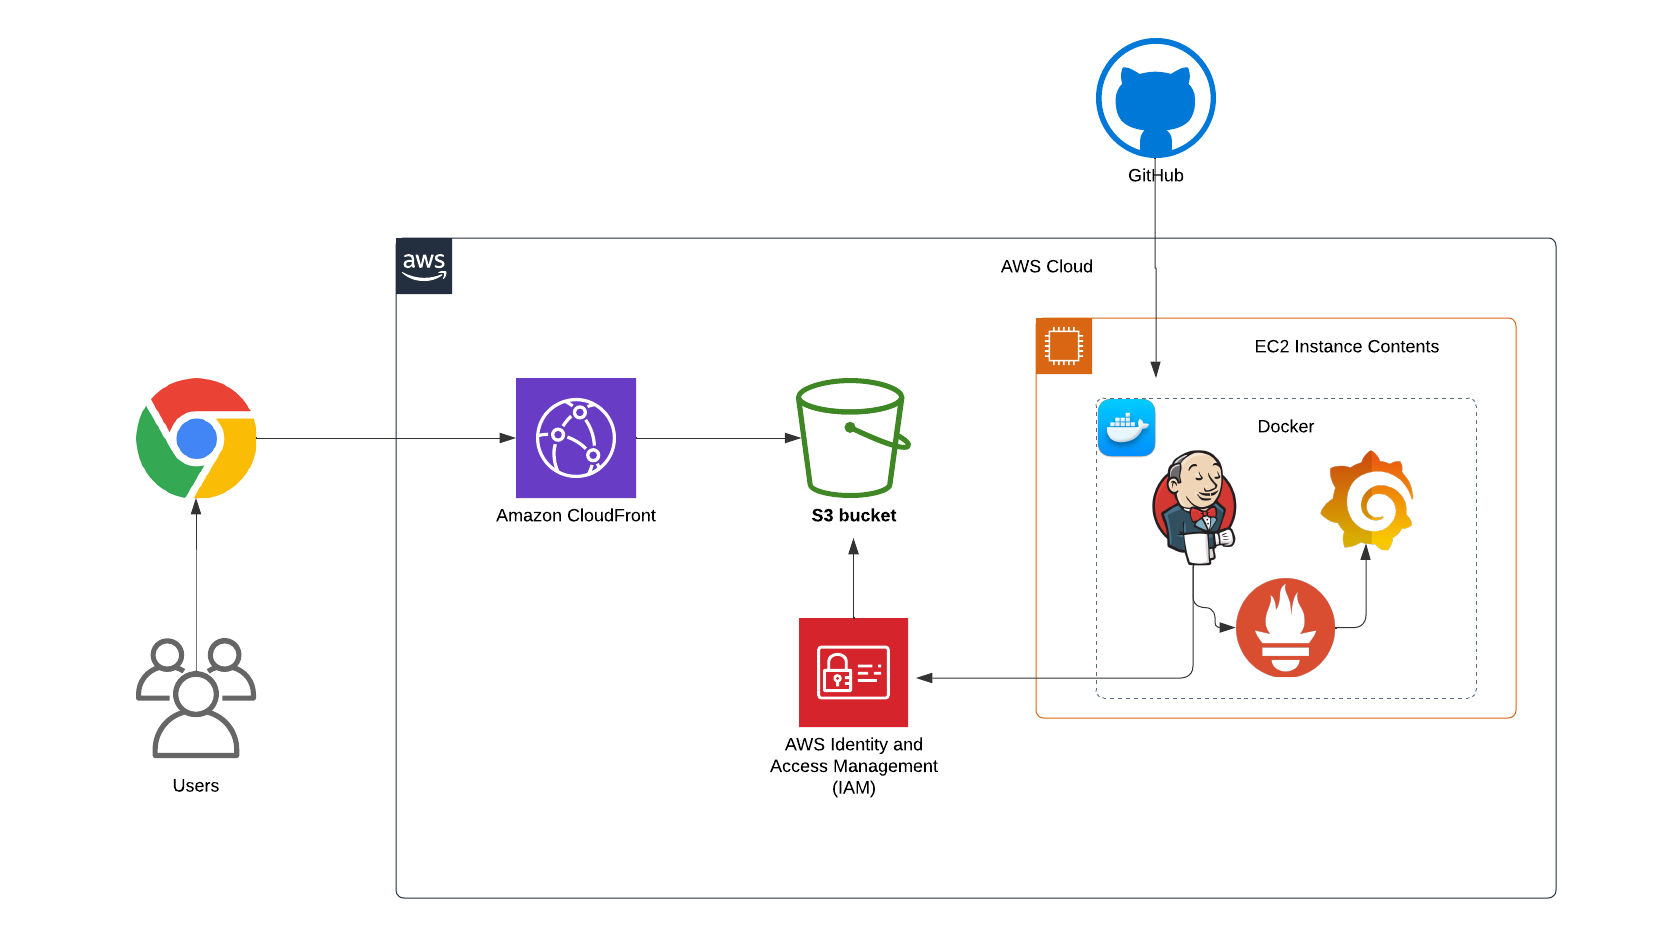 GitHub
aws
AWS Cloud
EC2 Instance Contents
Docker
Amazon CloudFront
S3 bucket
AWS Identity and
Access Management
(IAM)
Users